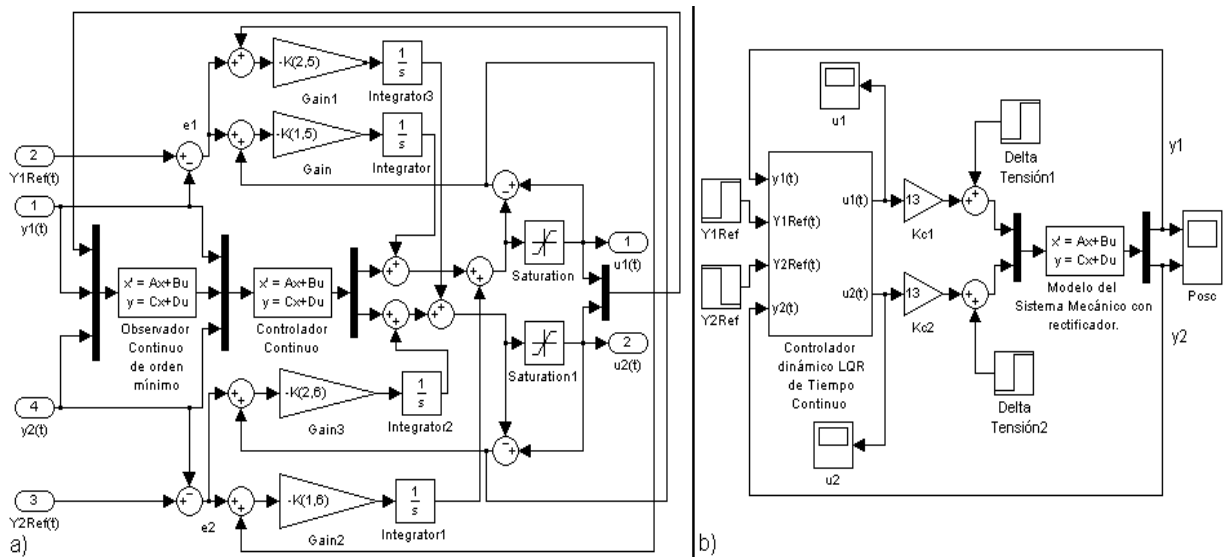 -K(2,5)
Gain1
1
s
Integrator3
e1
-K(1,5)
Gain
1
s
Integrator
2
Y1Ref(t)
1
y1(t)
x' = Ax+Bu
y = Cx+Du
Observador
Continuo
de orden
mínimo
x' = Ax+Bu
y = Cx+Du
Controlador
Continuo
Saturation
1
u1(t)
Saturation1
2
u2(t)
-K(2,6)
Gain3
1
s
Integrator2
4
y2(t)
3
Y2Ref(t)
e2
-K(1,6)
Gain2
1
s
Integrator1
a)
u1
Delta
Tensión1
y1
y1(t)
Y1Ref(t)
Y2Ref(t)
y2(t)
u1(t)
u2(t)
Y1Ref
Y2Ref
Controlador
dinámico LQR
de Tiempo
Continuo
13
Kc1
13
Kc2
x' = Ax+Bu
y = Cx+Du
Modelo del
Sistema Mecánico con
rectificador.
Posc
y2
Delta
Tensión2
u2
b)